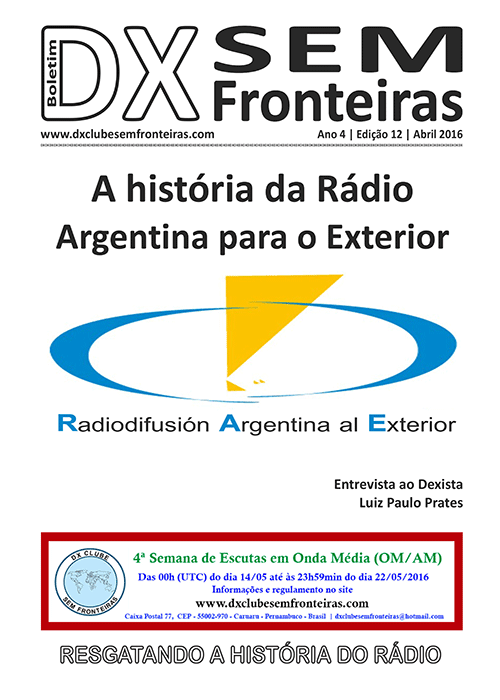 Boletim
DX SEM
Fronteiras
www.dxclubesemfronteiras.com
Ano 4 | Edição 12 | Abril 2016
A história da Rádio
Argentina para o Exterior
Radiodifusión Argentina al Exterior
Entrevista ao Dexista
Luiz Paulo Prates
DX CLUBE
SEM FRONTEIRAS
4ª Semana de Escutas em Onda Média (OM/AM)
Das 00h (UTC) do dia 14/05 até às 23h59min do dia 22/05/2016
Informações e regulamento no site
www.dxclubesemfronteiras.com
Caixa Postal 77, CEP - 55002-970 - Caruaru - Pernambuco - Brasil | dxclubesemfronteiras@hotmail.com
RESGATANDO A HISTÓRIA DO RÁDIO